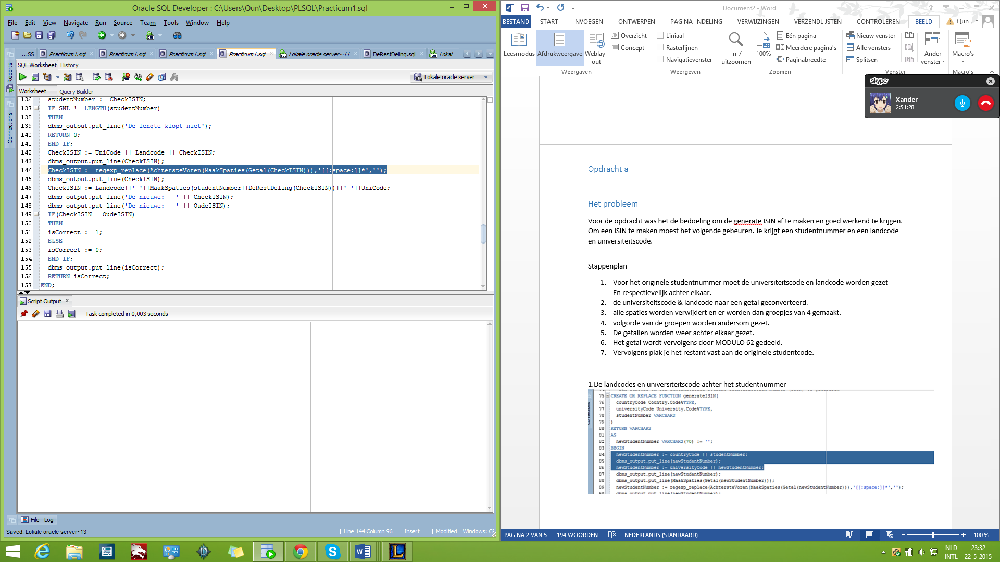 Oracle SQL Developer : C:\Users\Qun\Desktop\PLSQL\Practicum1.sql
File Edit View Navigate Run Source Team Tools Window Help
...SS Practicum1.sql Practicum1.sql Practicum1.sql Practicum1.sql Lokale oracle server~11 DeRestDeling.sql Lokal...
SQL Worksheet History
Lokale oracle server
Worksheet Query Builder
Reports
Connections
136 studentNumber := CheckISIN;
137 IF SNL != LENGTH(studentNumber)
138 THEN
139 dbms_output.put_line('De lengte klopt niet');
140 RETURN 0;
141 END IF;
142 CheckISIN := UniCode || Landcode || CheckISIN;
143 dbms_output.put_line(CheckISIN);
144 CheckISIN := regexp_replace(AchtersteVoren(MaakSpaties(Getal(CheckISIN))),'[[:space:]]*','');
145 dbms_output.put_line(CheckISIN);
146 CheckISIN := Landcode||' '||MaakSpaties(studentNumber||DeRestDeling(CheckISIN))||' '||UniCode;
147 dbms_output.put_line('De nieuwe:   ' || CheckISIN);
148 dbms_output.put_line('De nieuwe:   ' || OudeISIN);
149 IF(CheckISIN = OudeISIN)
150 THEN
151 isCorrect := 1;
152 ELSE
153 isCorrect := 0;
154 END IF;
155 dbms_output.put_line(isCorrect);
156 RETURN isCorrect;
157 END;
Script Output
Task completed in 0,003 seconds
File - Log
Saved: Lokale oracle server~13
Line 144 Column 96 Insert Modified Windows: CF
Document2 - Word
BESTAND START INVOEGEN ONTWERPEN PAGINA-INDELING VERWIJZINGEN VERZENDLIJSTEN CONTROLEREN BEELD Qun .
Leesmodus Afdrukweergave Weblay-out
Overzicht
Concept
Weergaven
Liniaal
Rasterlijnen
Navigatievenster
Weergeven
In-/ uitzoomen
100%
Eén pagina
Meerdere pagina's
Paginabreedte
Zoomen
Nieuw venster
Alle vensters
Splitsen
Ander venster
Venster
Macro's
Macro's
skype
Xander
2:51:28
Opdracht a
Het probleem
Voor de opdracht was het de bedoeling om de generate ISIN af te maken en goed werkend te krijgen.
Om een ISIN te maken moest het volgende gebeuren. Je krijgt een studentnummer en een landcode
en universiteitscode.
Stappenplan
1. Voor het originele studentnummer moet de universiteitscode en landcode worden gezet
En respectievelijk achter elkaar.
2. de universiteitscode & landcode naar een getal geconverteerd.
3. alle spaties worden verwijdert en er worden dan groepjes van 4 gemaakt.
4. volgorde van de groepen worden andersom gezet.
5. De getallen worden weer achter elkaar gezet.
6. Het getal wordt vervolgens door MODULO 62 gedeeld.
7. Vervolgens plak je het restant vast aan de originele studentcode.
1.De landcodes en universiteitscode achter het studentnummer
75 CREATE OR REPLACE FUNCTION generateISIN(
76 countryCode Country.Code%TYPE,
77 universityCode University.Code%TYPE,
78 studentNumber VARCHAR2
79 )
80 RETURN VARCHAR2
81 AS
82 newStudentNumber VARCHAR2(70) := '';
83 BEGIN
84 newStudentNumber := countryCode || studentNumber;
85 dbms_output.put_line(newStudentNumber);
86 newStudentNumber := universityCode || newStudentNumber;
87 dbms_output.put_line(newStudentNumber);
88 dbms_output.put_line(MaakSpaties(Getal(newStudentNumber)));
89 newStudentNumber := regexp_replace(AchtersteVoren(MaakSpaties(Getal(newStudentNumber))),'[[:space:]]*','');
90 dbms_output.put_line(newStudentNumber);
PAGINA 2 VAN 5 194 WOORDEN NEDERLANDS (STANDAARD) 100 %
NLD
INTL
23:32
22-5-2015